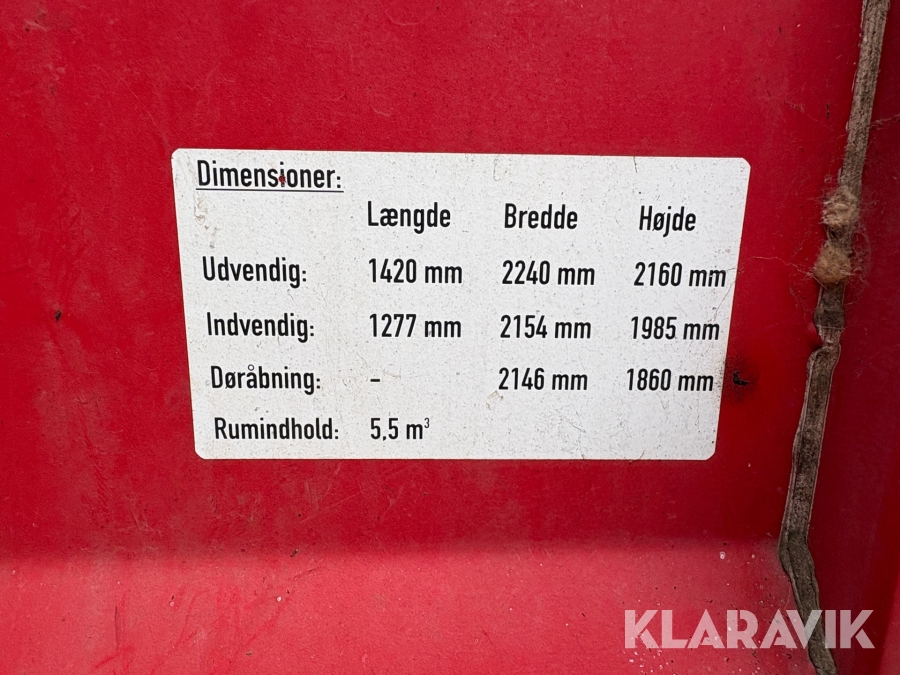 Dimensioner:
Længde Bredde Højde
Udvendig: 1420 mm 2240 mm 2160 mm
Indvendig: 1277 mm 2154 mm 1985 mm
Døråbning: - 2146 mm 1860 mm
Rumindhold: 5,5 m³
KLARAVIK